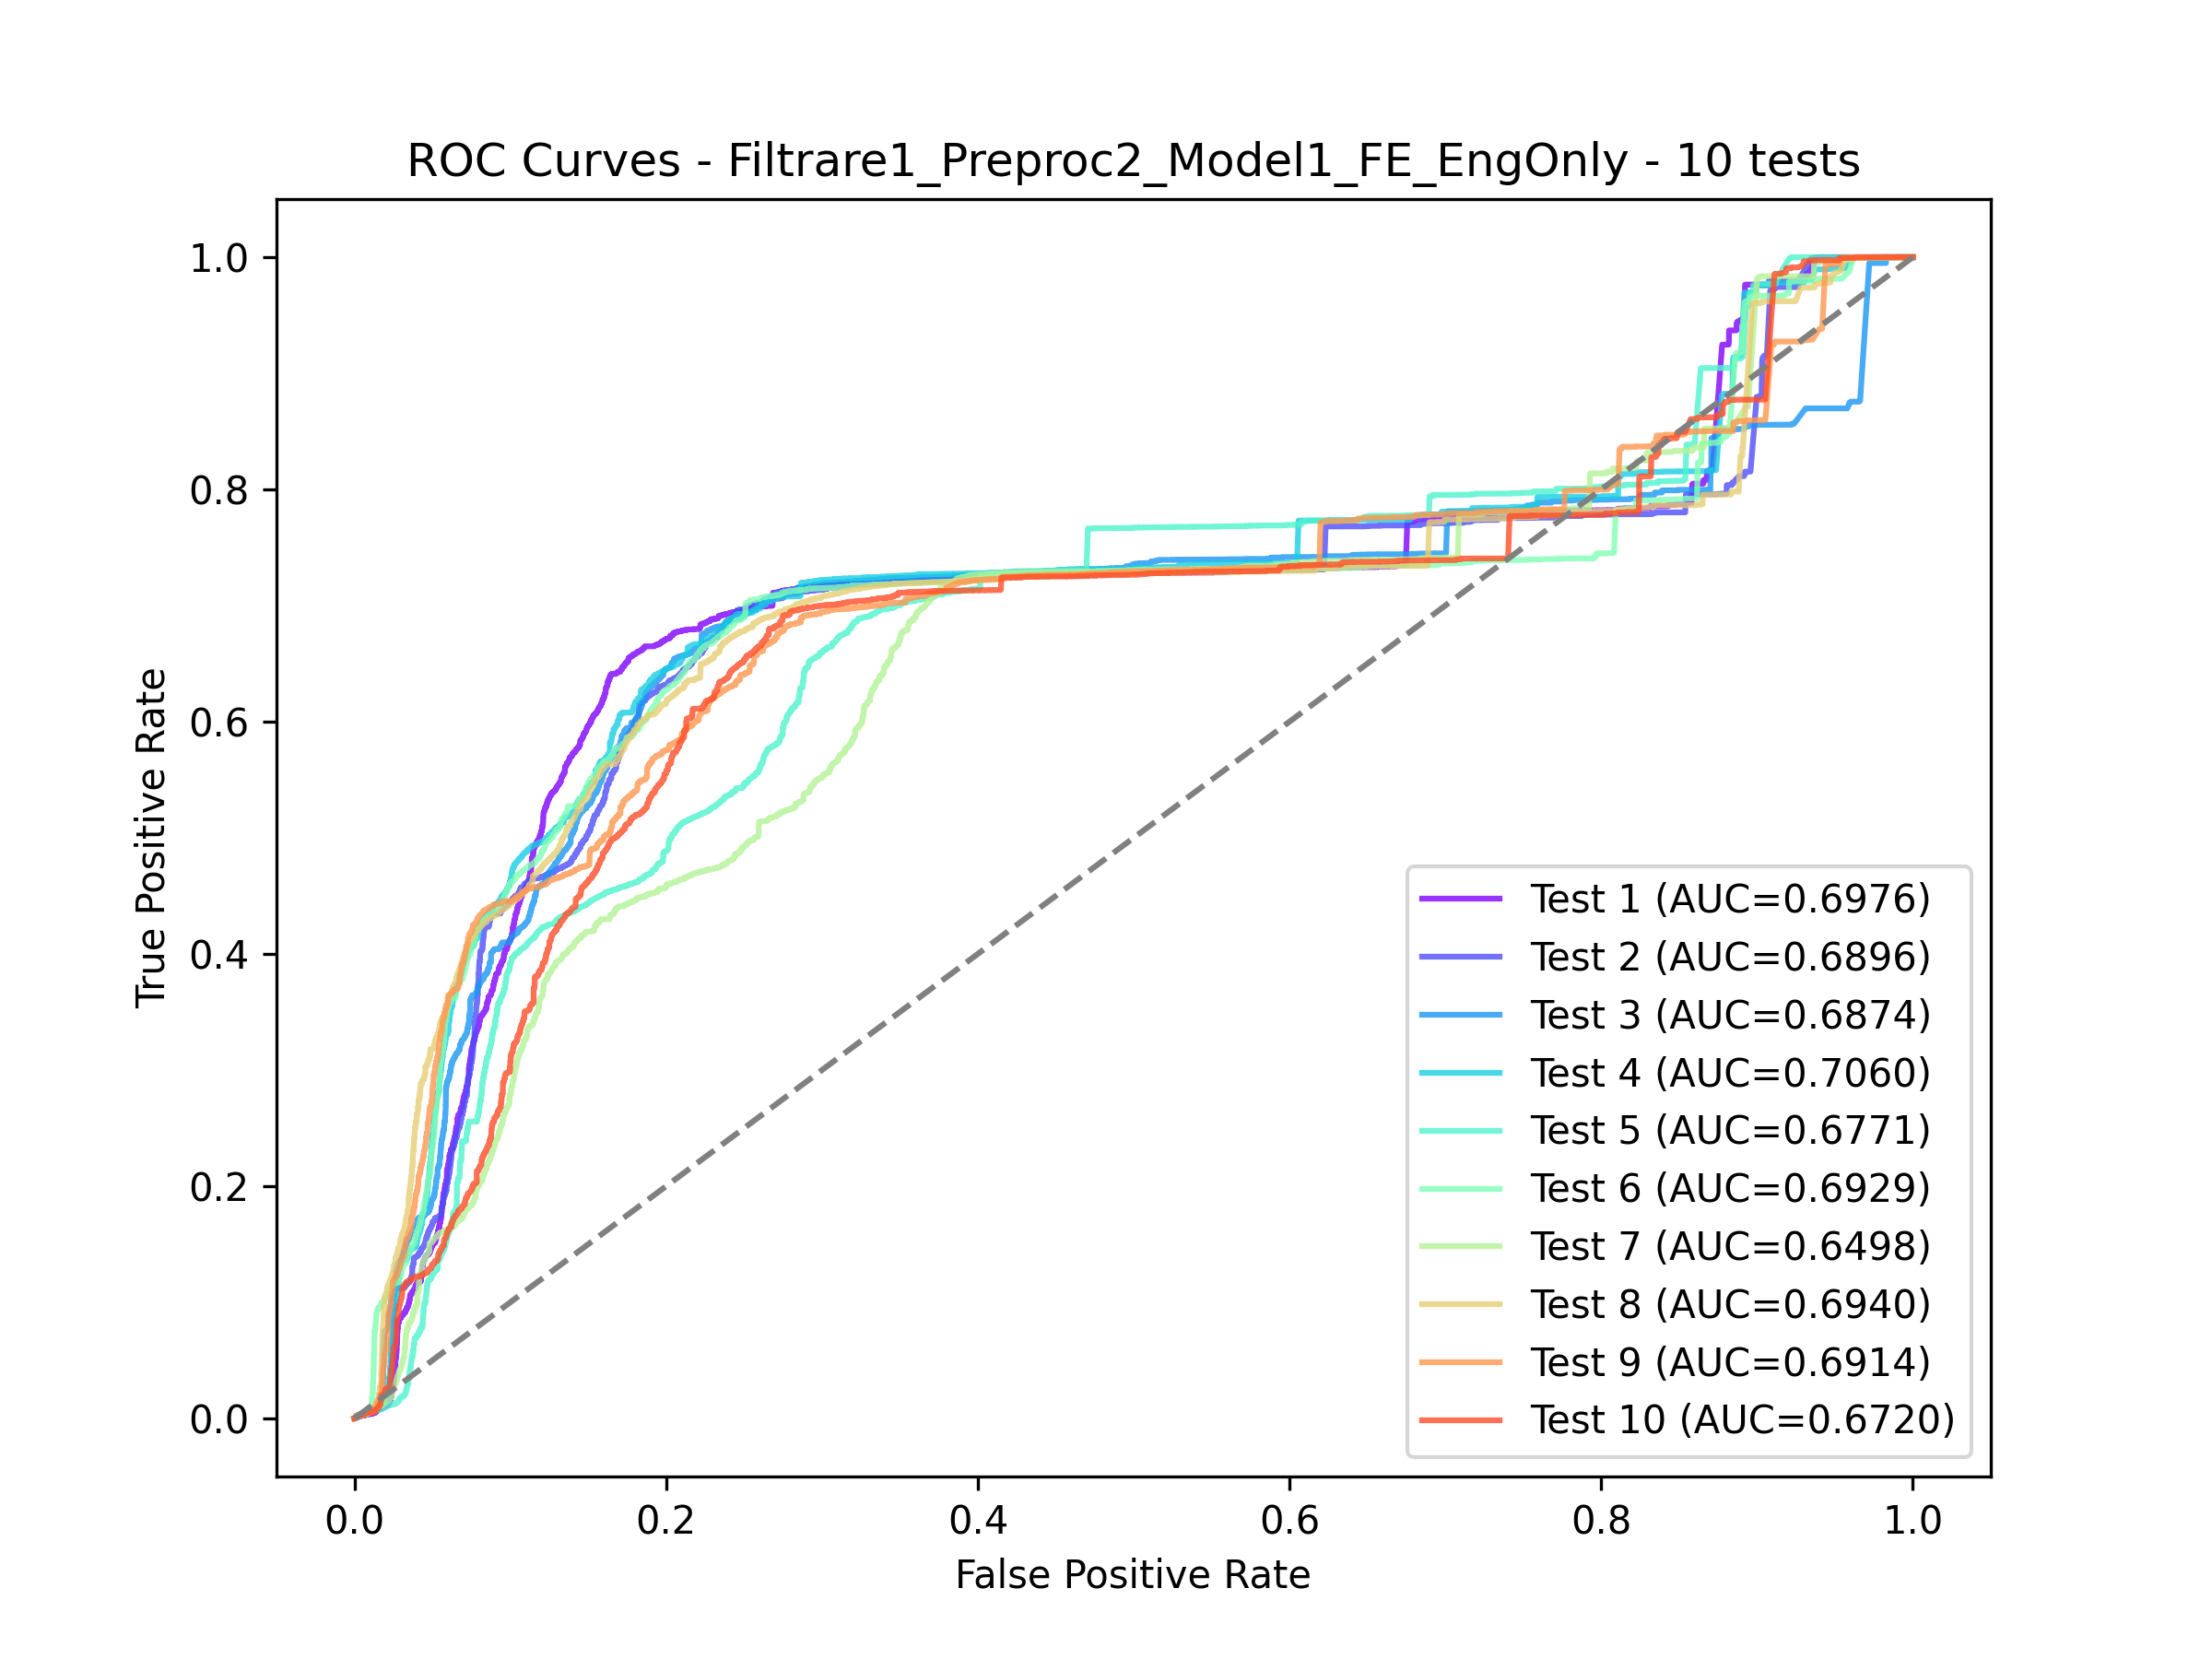 ROC Curves - Filtrare1_Preproc2_Model1_FE_EngOnly - 10 tests
True Positive Rate
1.0
0.8
0.6
0.4
0.2
0.0
Test 1 (AUC=0.6976)
Test 2 (AUC=0.6896)
Test 3 (AUC=0.6874)
Test 4 (AUC=0.7060)
Test 5 (AUC=0.6771)
Test 6 (AUC=0.6929)
Test 7 (AUC=0.6498)
Test 8 (AUC=0.6940)
Test 9 (AUC=0.6914)
Test 10 (AUC=0.6720)
0.0 0.2 0.4 0.6 0.8 1.0
False Positive Rate